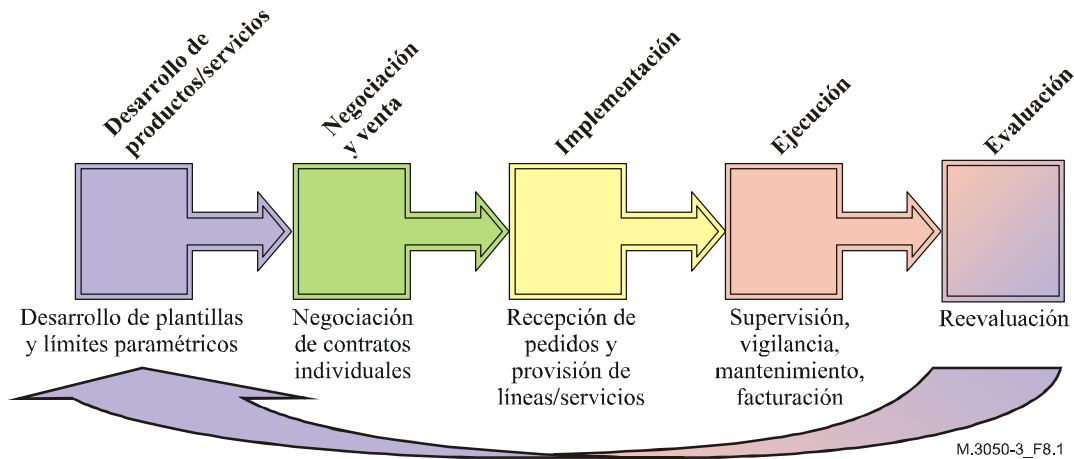 Desarrollo de
productos/servicios
Negociación
y venta
Implementación
Ejecución
Evaluación
Desarrollo de plantillas
y límites paramétricos
Negociación
de contratos
individuales
Recepción de
pedidos y
provisión de
líneas/servicios
Supervisión,
vigilancia,
mantenimiento,
facturación
Reevaluación
M.3050-3_F8.1